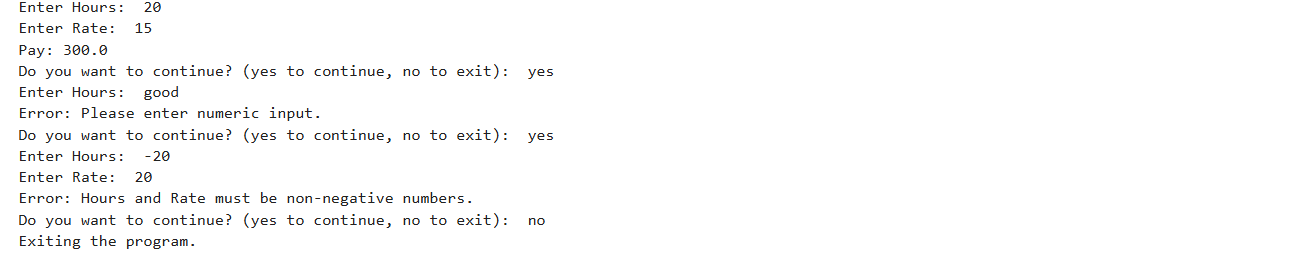 Enter Hours:  20
Enter Rate:  15
Pay: 300.0
Do you want to continue? (yes to continue, no to exit):  yes
Enter Hours:  good
Error: Please enter numeric input.
Do you want to continue? (yes to continue, no to exit):  yes
Enter Hours:  -20
Enter Rate:  20
Error: Hours and Rate must be non-negative numbers.
Do you want to continue? (yes to continue, no to exit):  no
Exiting the program.